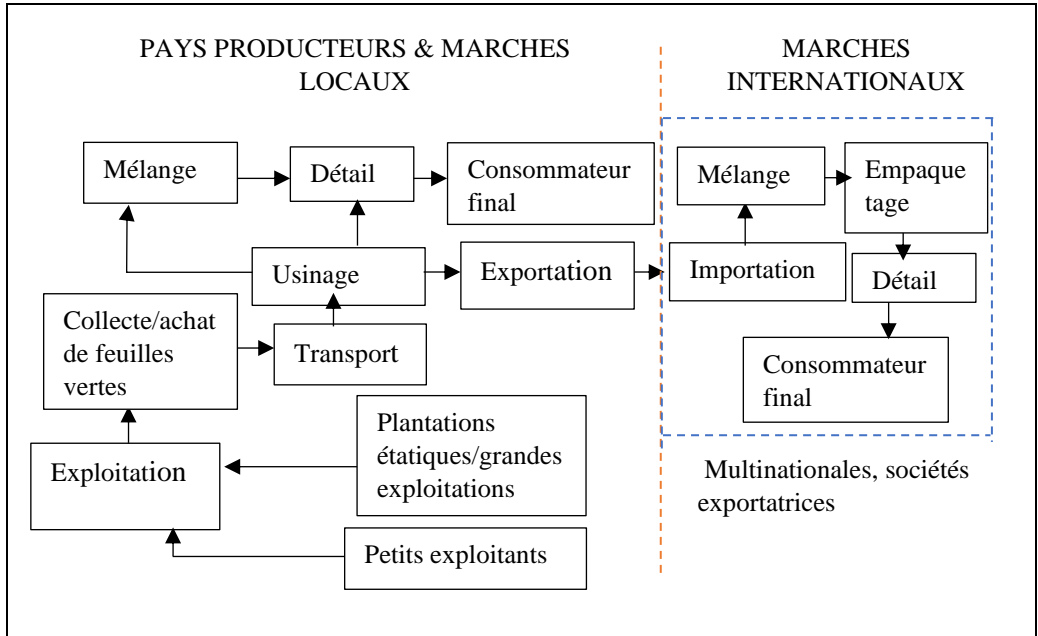 PAYS PRODUCTEURS & MARCHES
LOCAUX
MARCHES
INTERNATIONAUX
Mélange
Détail
Consommateur
final
Mélange
Empaque
tage
Usinage
Exportation
Importation
Détail
Collecte/achat
de feuilles
vertes
Transport
Consommateur
final
Plantations
étatiques/grandes
exploitations
Exploitation
Multinationales, sociétés
exportatrices
Petits exploitants